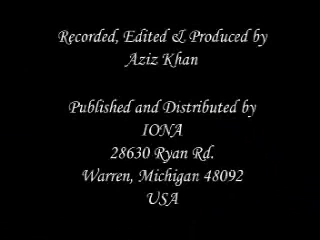 Recorded, Edited & Produced by
Aziz Khan
Published and Distributed by
IONA
28630 Ryan Rd.
Warren, Michigan 48092
USA